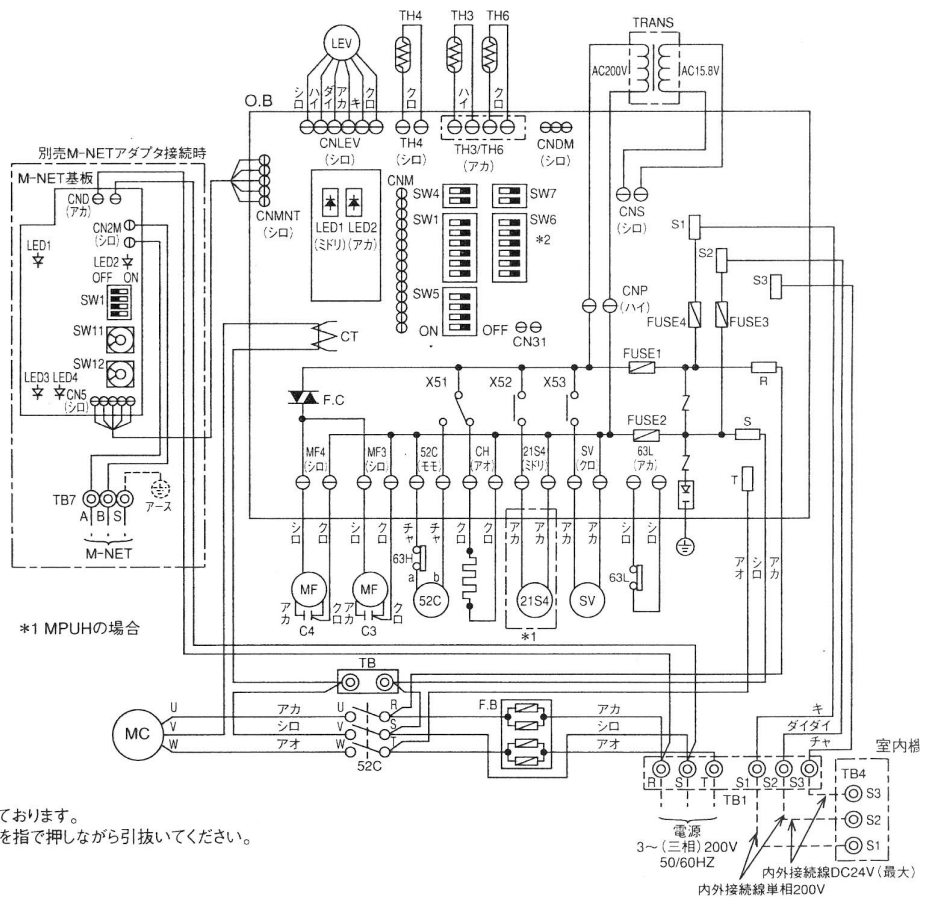 TH4
TH3
TH6
TRANS
LEV
AC200V
AC15.8V
O.B
シロ
ハイ
ダイ
アカ
キ
クロ
クロ
ハイ
クロ
CNLEV
(シロ)
TH4
(シロ)
TH3/TH6
(アカ)
CNDM
(シロ)
別売M-NETアダプタ接続時
M-NET基板
CND
(アカ)
CN2M
(シロ)
LED1
LED2
OFF ON
SW1
SW11
SW12
LED3 LED4
CN5
(シロ)
TB7
A B S
アース
M-NET
CNMNT
(シロ)
LED1 LED2
(ミドリ)(アカ)
CNM
SW4
SW7
SW1
SW6
*2
SW5
ON
OFF
CN31
CNS
(シロ)
S1
S2
S3
CNP
(ハイ)
FUSE4
FUSE3
CT
X51
X52
X53
FUSE1
R
F.C
FUSE2
S
T
MF4
(シロ)
MF3
(シロ)
52C
(モモ)
CH
(アオ)
21S4
(ミドリ)
SV
(クロ)
63L
(アカ)
シロ
クロ
シロ
クロ
チャ
チャ
クロ
クロ
アカ
アカ
アカ
アカ
シロ
シロ
アオ
シロ
アカ
63H
a
b
63L
MF
MF
52C
21S4
SV
アカ
クロ
アカ
クロ
C4
C3
*1
*1 MPUHの場合
TB
MC
U
V
W
アカ
シロ
アオ
U
V
W
R
S
T
52C
F.B
アカ
シロ
アオ
キ
ダイダイ
チャ
室内機
R
S
T
S1
S2
S3
TB1
TB4
S3
S2
S1
電源
3~(三相)200V
50/60HZ
内外接続線DC24V(最大)
内外接続線単相200V
ております。
を指で押しながら引抜いてください。